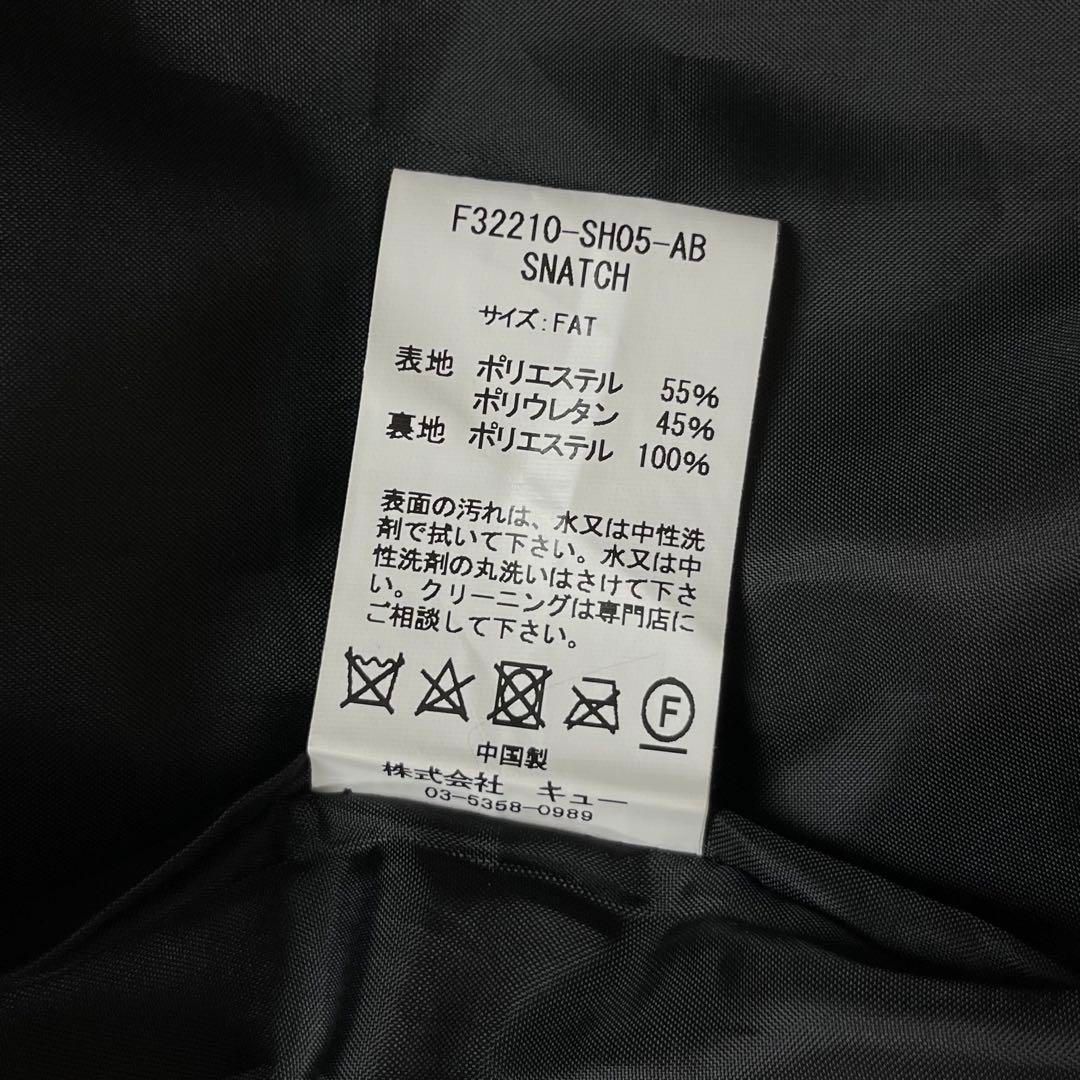 F32210-SH05-AB
SNATCH
サイズ:FAT
表地 ポリエステル 55%
ポリウレタン 45%
裏地 ポリエステル 100%
表面の汚れは、水又は中性洗
剤で拭いて下さい。水又は中
性洗剤の丸洗いはさけて下さ
い。クリーニングは専門店に
ご相談して下さい。
F
中国製
株式会社 キュー
03-5358-0989